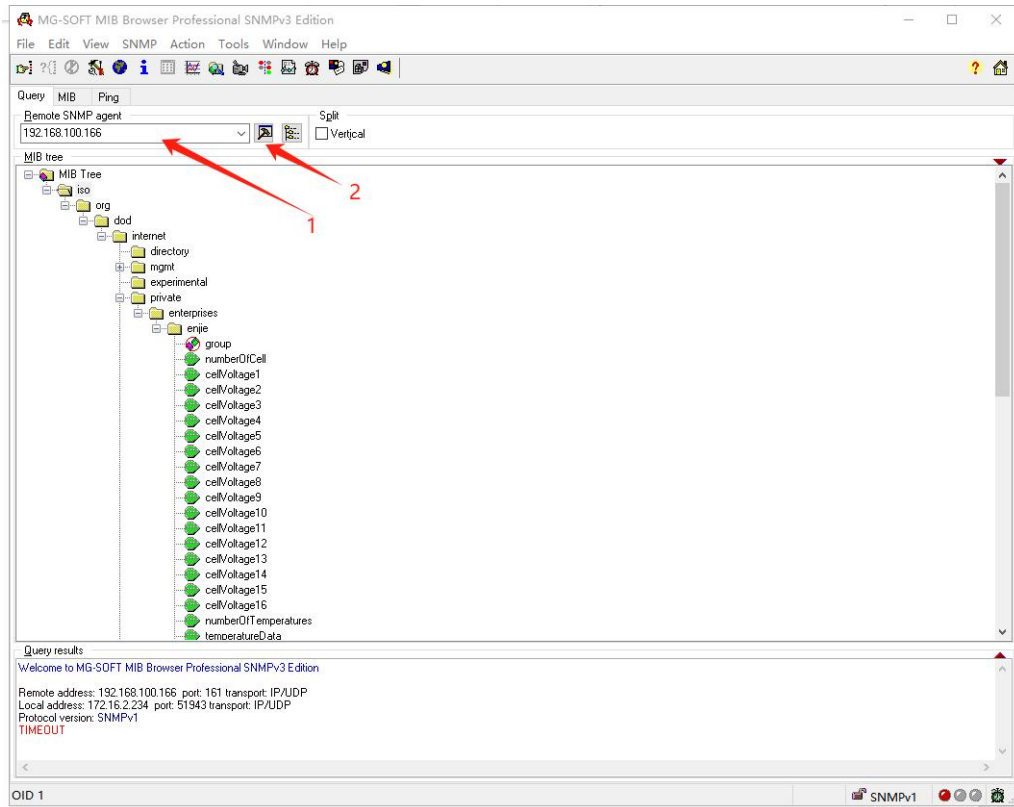 MG-SOFT MIB Browser Professional SNMPv3 Edition
File Edit View SNMP Action Tools Window Help
Query MIB Ping
Remote SNMP agent
Split
192.168.100.166
Vertical
MIB tree
MIB Tree
iso
org
dod
internet
directory
mgmt
experimental
private
enterprises
enjie
group
numberOfCell
cellVoltage1
cellVoltage2
cellVoltage3
cellVoltage4
cellVoltage5
cellVoltage6
cellVoltage7
cellVoltage8
cellVoltage9
cellVoltage10
cellVoltage11
cellVoltage12
cellVoltage13
cellVoltage14
cellVoltage15
cellVoltage16
numberOfTemperatures
temperatureData
1
2
Query results
Welcome to MG-SOFT MIB Browser Professional SNMPv3 Edition
Remote address: 192.168.100.166 port: 161 transport: IP/UDP
Local address: 172.16.2.234 port: 51943 transport: IP/UDP
Protocol version: SNMPv1
TIMEOUT
OID 1
SNMPv1